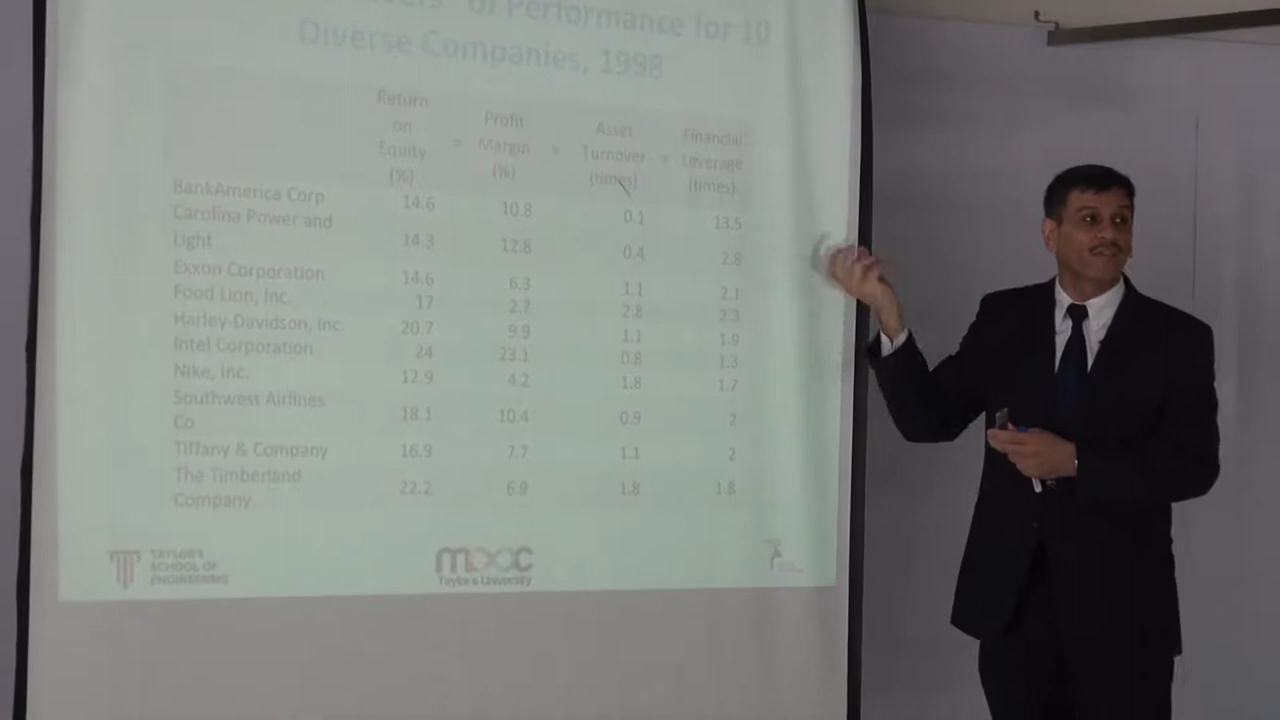 of Performance for 10
Diverse Companies, 1998
Return on Equity (%) = Profit Margin (%) × Asset Turnover (times) × Financial Leverage (times)
BankAmerica Corp 14.6 10.8 0.1 13.5
Carolina Power and
Light 14.3 12.8 0.4 2.8
Exxon Corporation 14.6 6.3 1.1 2.1
Food Lion, Inc. 17 2.7 2.8 2.3
Harley-Davidson, Inc. 20.7 9.9 1.1 1.9
Intel Corporation 24 23.1 0.8 1.3
Nike, Inc. 12.9 4.2 1.8 1.7
Southwest Airlines
Co 18.1 10.4 0.9 2
Tiffany & Company 16.9 7.7 1.1 2
The Timberland
Company 22.2 6.9 1.8 1.8
TAYLOR'S
SCHOOL OF
ENGINEERING
mooc
Taylor's University